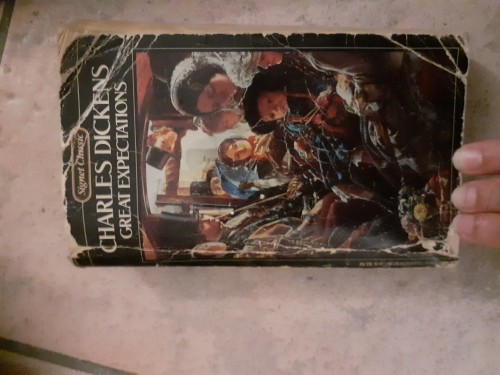 Signet Classic
CHARLES DICKENS
GREAT EXPECTATIONS